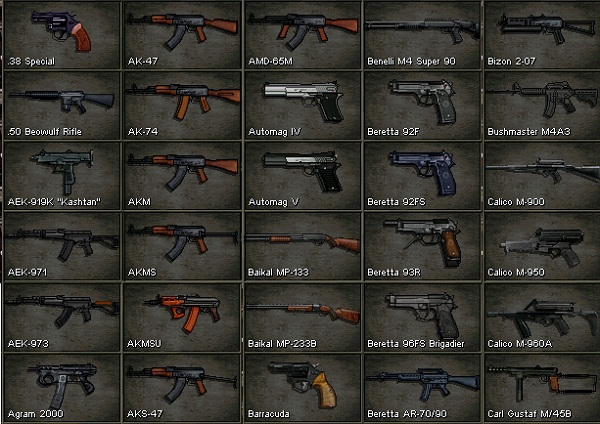 .38 Special
AK-47
AMD-65M
Benelli M4 Super 90
Bizon 2-07
.50 Beowulf Rifle
AK-74
Automag IV
Beretta 92F
Bushmaster M4A3
AEK-919K "Kashtan"
AKM
Automag V
Beretta 92FS
Calico M-900
AEK-971
AKMS
Baikal MP-133
Beretta 93R
Calico M-950
AEK-973
AKMSU
Baikal MP-233B
Beretta 96FS Brigadier
Calico M-960A
Agram 2000
AKS-47
Barracuda
Beretta AR-70/90
Carl Gustaf M/45B